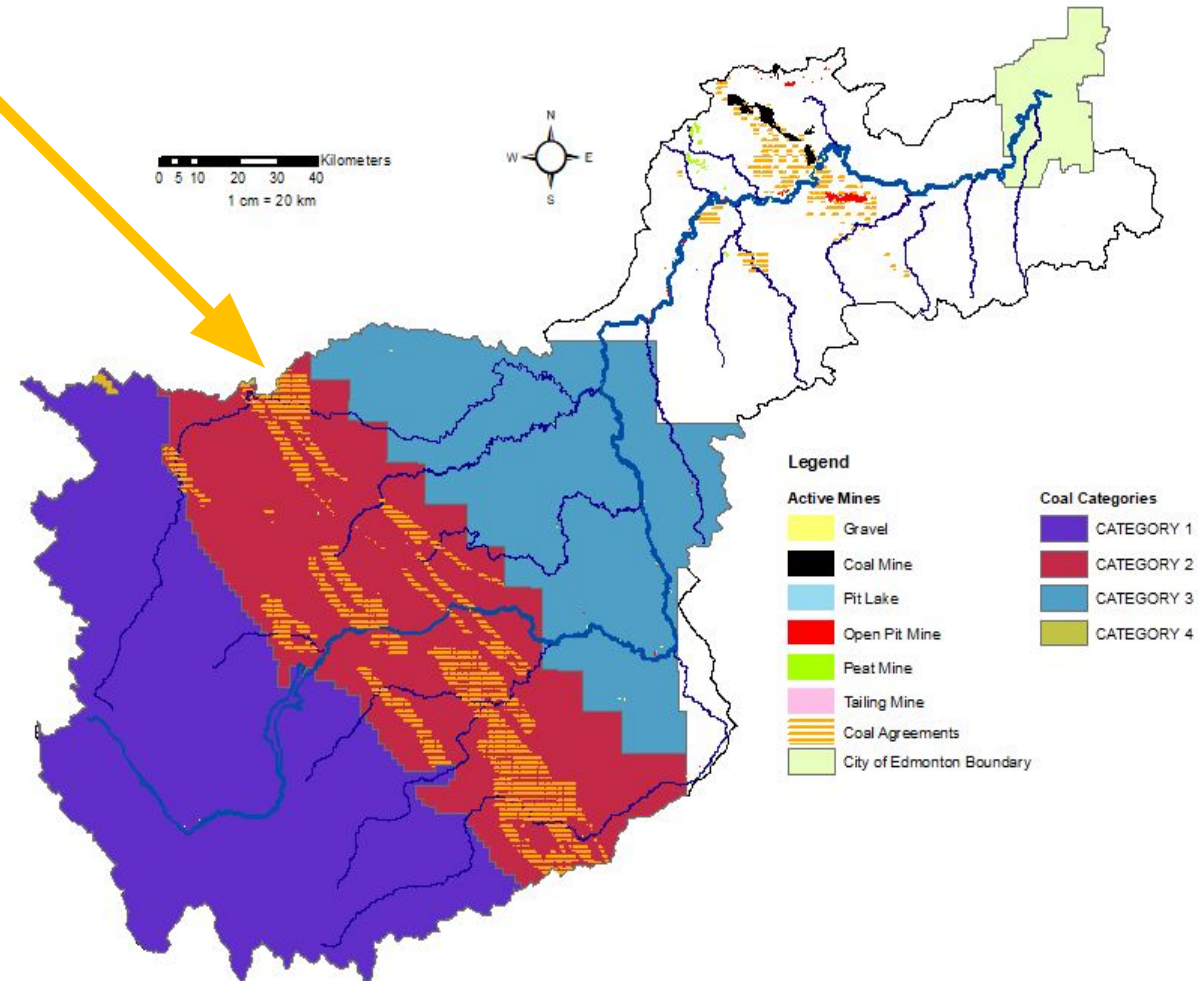 N
W E
S
Kilometers
0 5 10 20 30 40
1 cm = 20 km
Legend
Active Mines
Gravel
Coal Mine
Pit Lake
Open Pit Mine
Peat Mine
Tailing Mine
Coal Agreements
City of Edmonton Boundary
Coal Categories
CATEGORY 1
CATEGORY 2
CATEGORY 3
CATEGORY 4